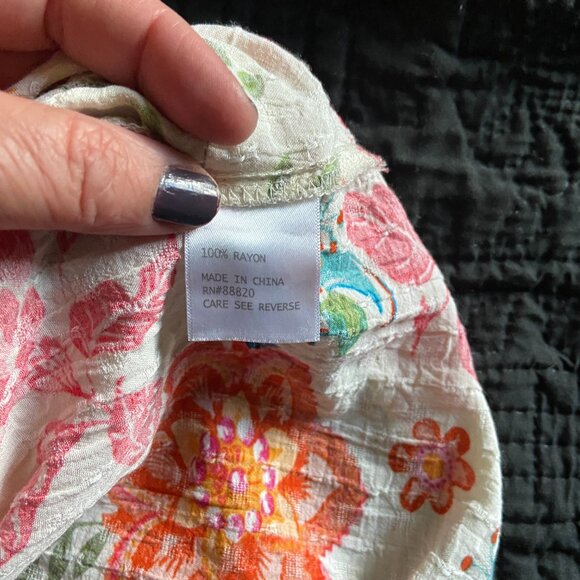 100% RAYON
MADE IN CHINA
RN#88820
CARE SEE REVERSE